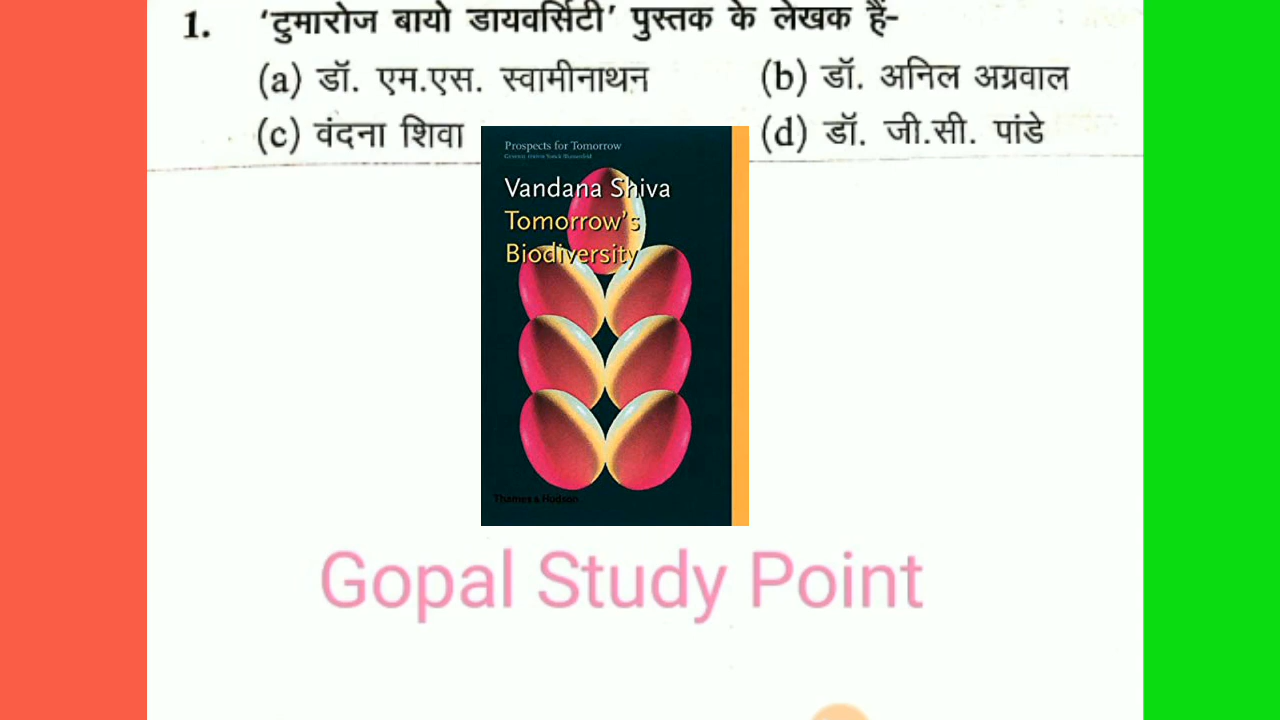 1. 'टुमारोज बायो डायवर्सिटी' पुस्तक के लेखक हैं-
(a) डॉ. एम.एस. स्वामीनाथन (b) डॉ. अनिल अग्रवाल
(c) वंदना शिवा (d) डॉ. जी.सी. पांडे
Prospects for Tomorrow
Vandana Shiva
Tomorrow's
Biodiversity
Thames & Hudson
Gopal Study Point